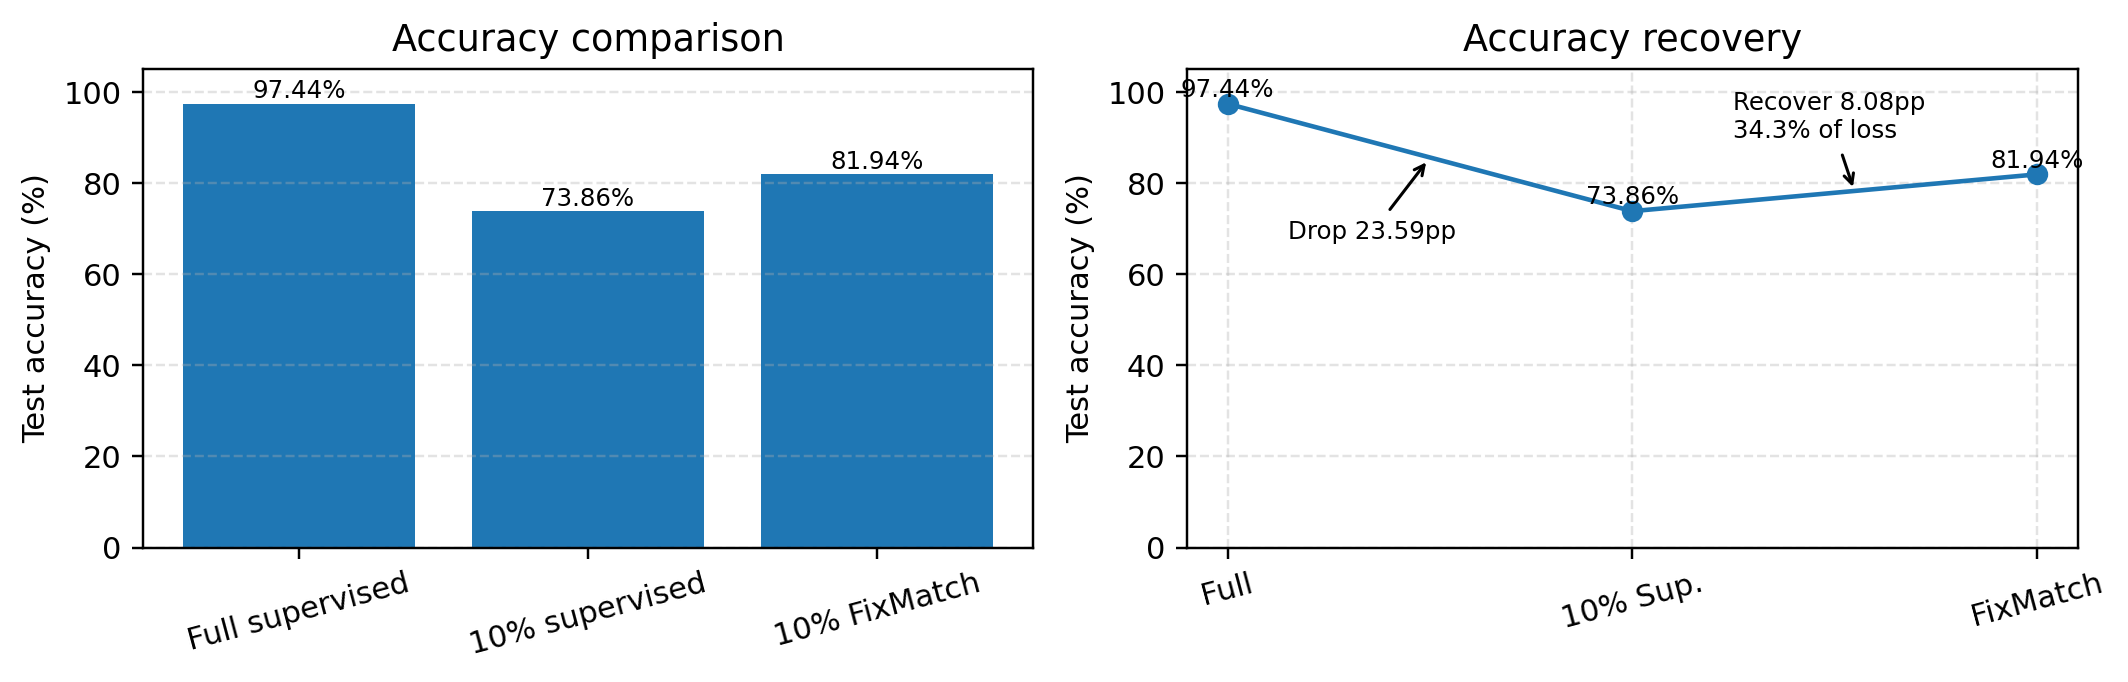 Accuracy comparison
Test accuracy (%)
100
80
60
40
20
0
97.44%
73.86%
81.94%
Full supervised
10% supervised
10% FixMatch
Accuracy recovery
Test accuracy (%)
100
80
60
40
20
0
97.44%
Recover 8.08pp
34.3% of loss
81.94%
73.86%
Drop 23.59pp
Full
10% Sup.
FixMatch